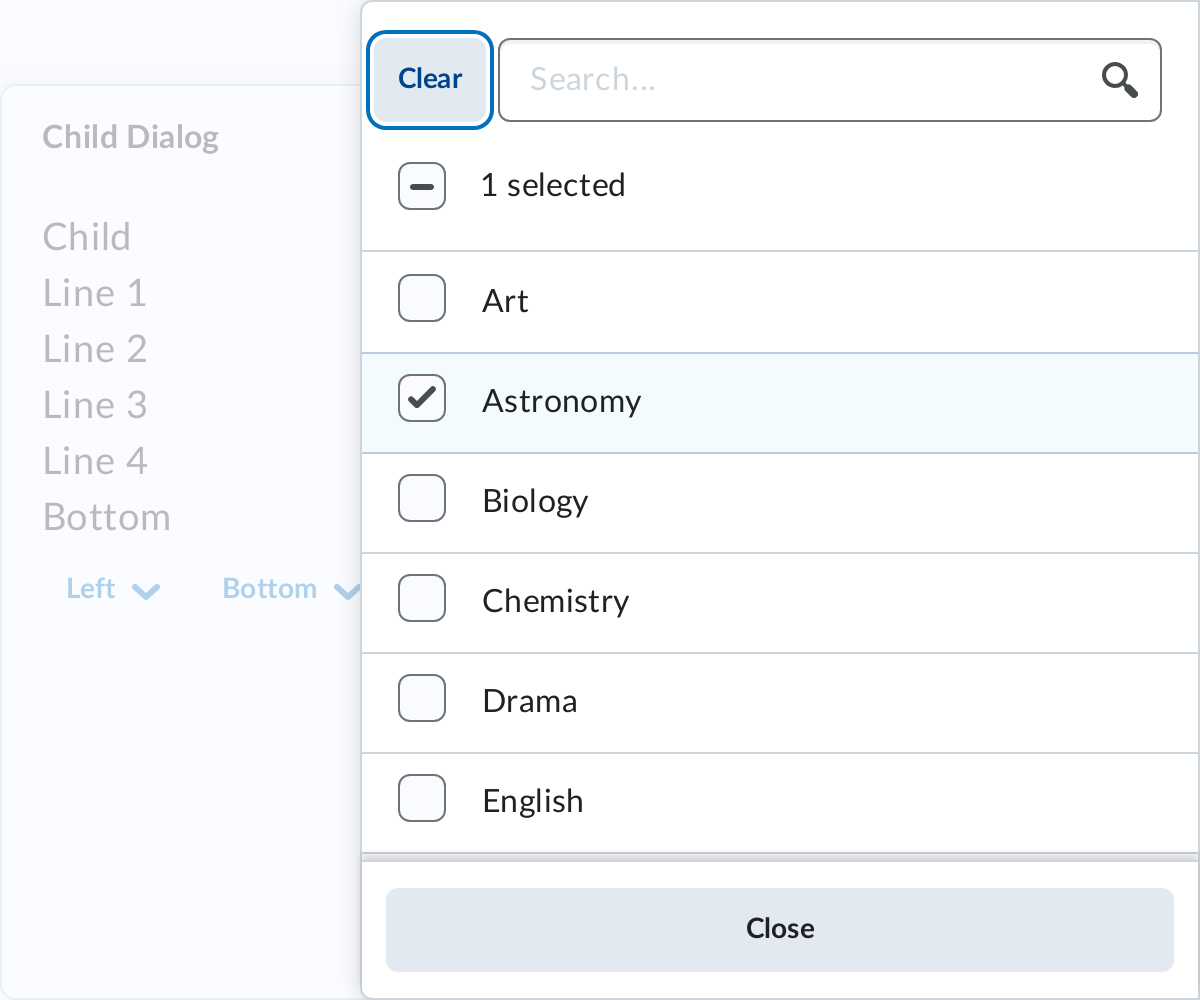 Child Dialog
Child
Line 1
Line 2
Line 3
Line 4
Bottom
Left
Bottom
Clear
Search...
1 selected
Art
Astronomy
Biology
Chemistry
Drama
English
Close